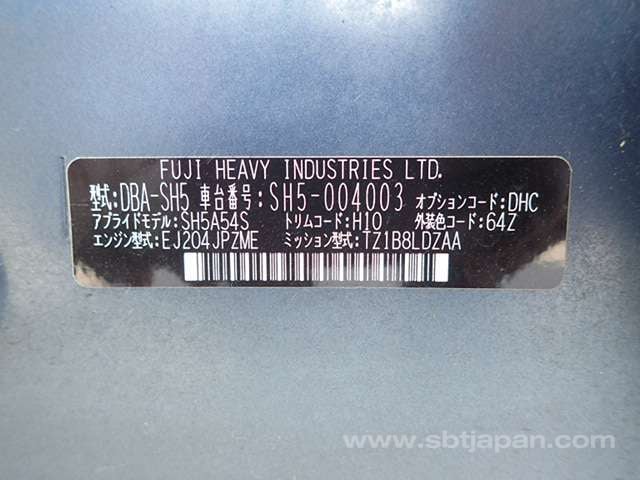 FUJI HEAVY INDUSTRIES LTD.
型式:DBA-SH5 車台番号:SH5-004003 オプションコード:DHC
アプライドモデル:SH5A54S トリムコード:H10 外装色コード:64Z
エンジン型式:EJ204JPZME ミッション型式:TZ1B8LDZAA
www.sbtjapan.com